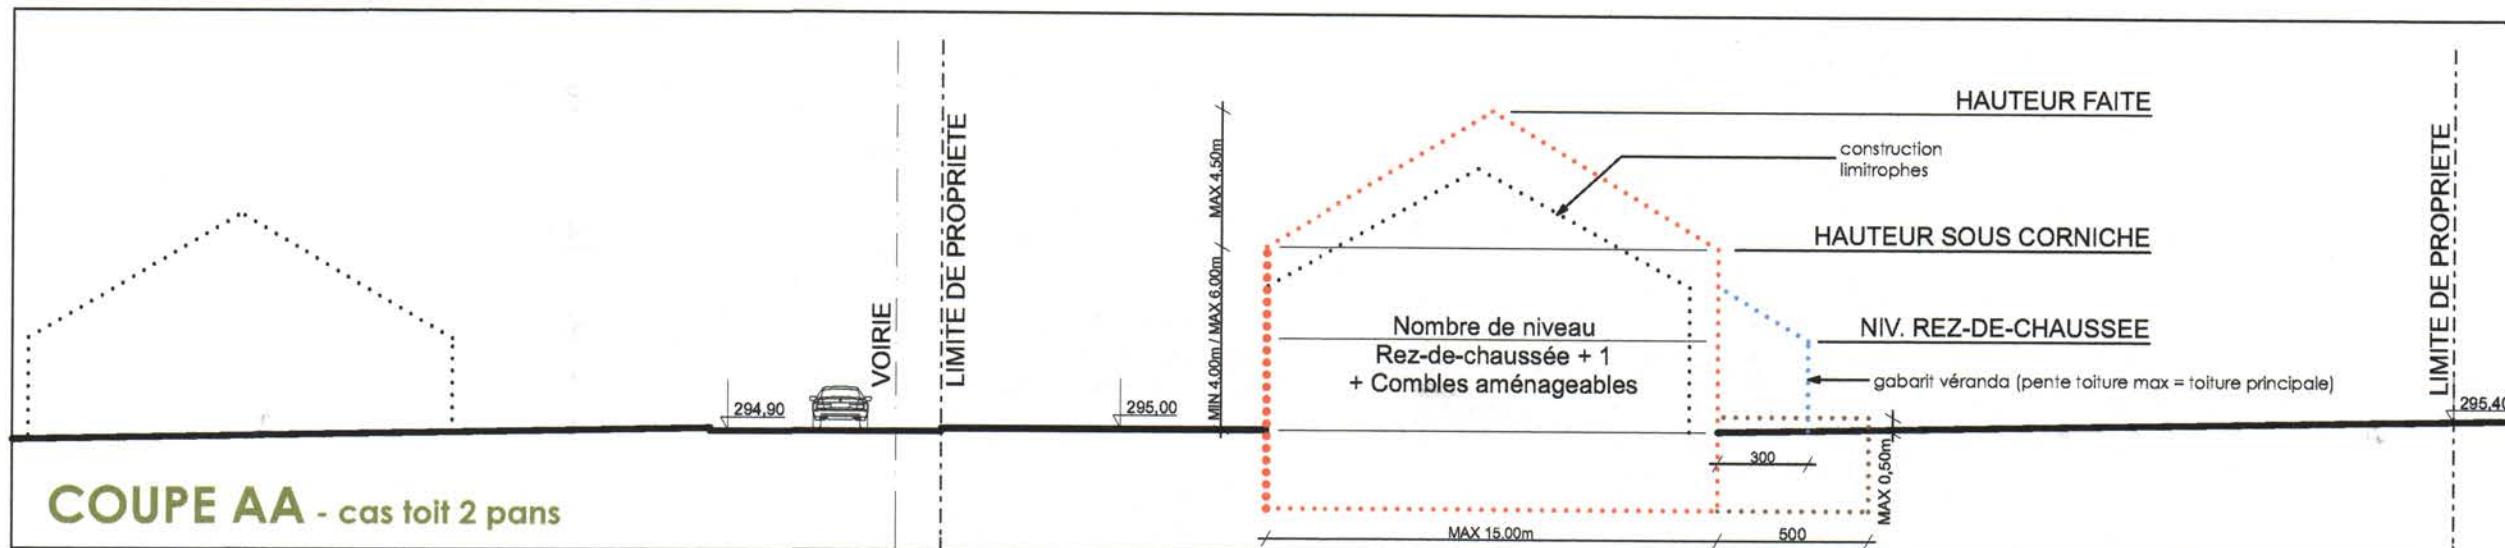 HAUTEUR FAITE
construction
limitrophes
HAUTEUR SOUS CORNICHE
NIV. REZ-DE-CHAUSSEE
gabarit véranda (pente toiture max = toiture principale)
LIMITE DE PROPRIETE
295,40
VOIRIE
LIMITE DE PROPRIETE
294,90
295,00
MAX 4.50m
MIN 4.00m / MAX 6.00m
Nombre de niveau
Rez-de-chaussée + 1
+ Combles aménageables
300
MAX 0,50m
MAX 15.00m
500
COUPE AA - cas toit 2 pans